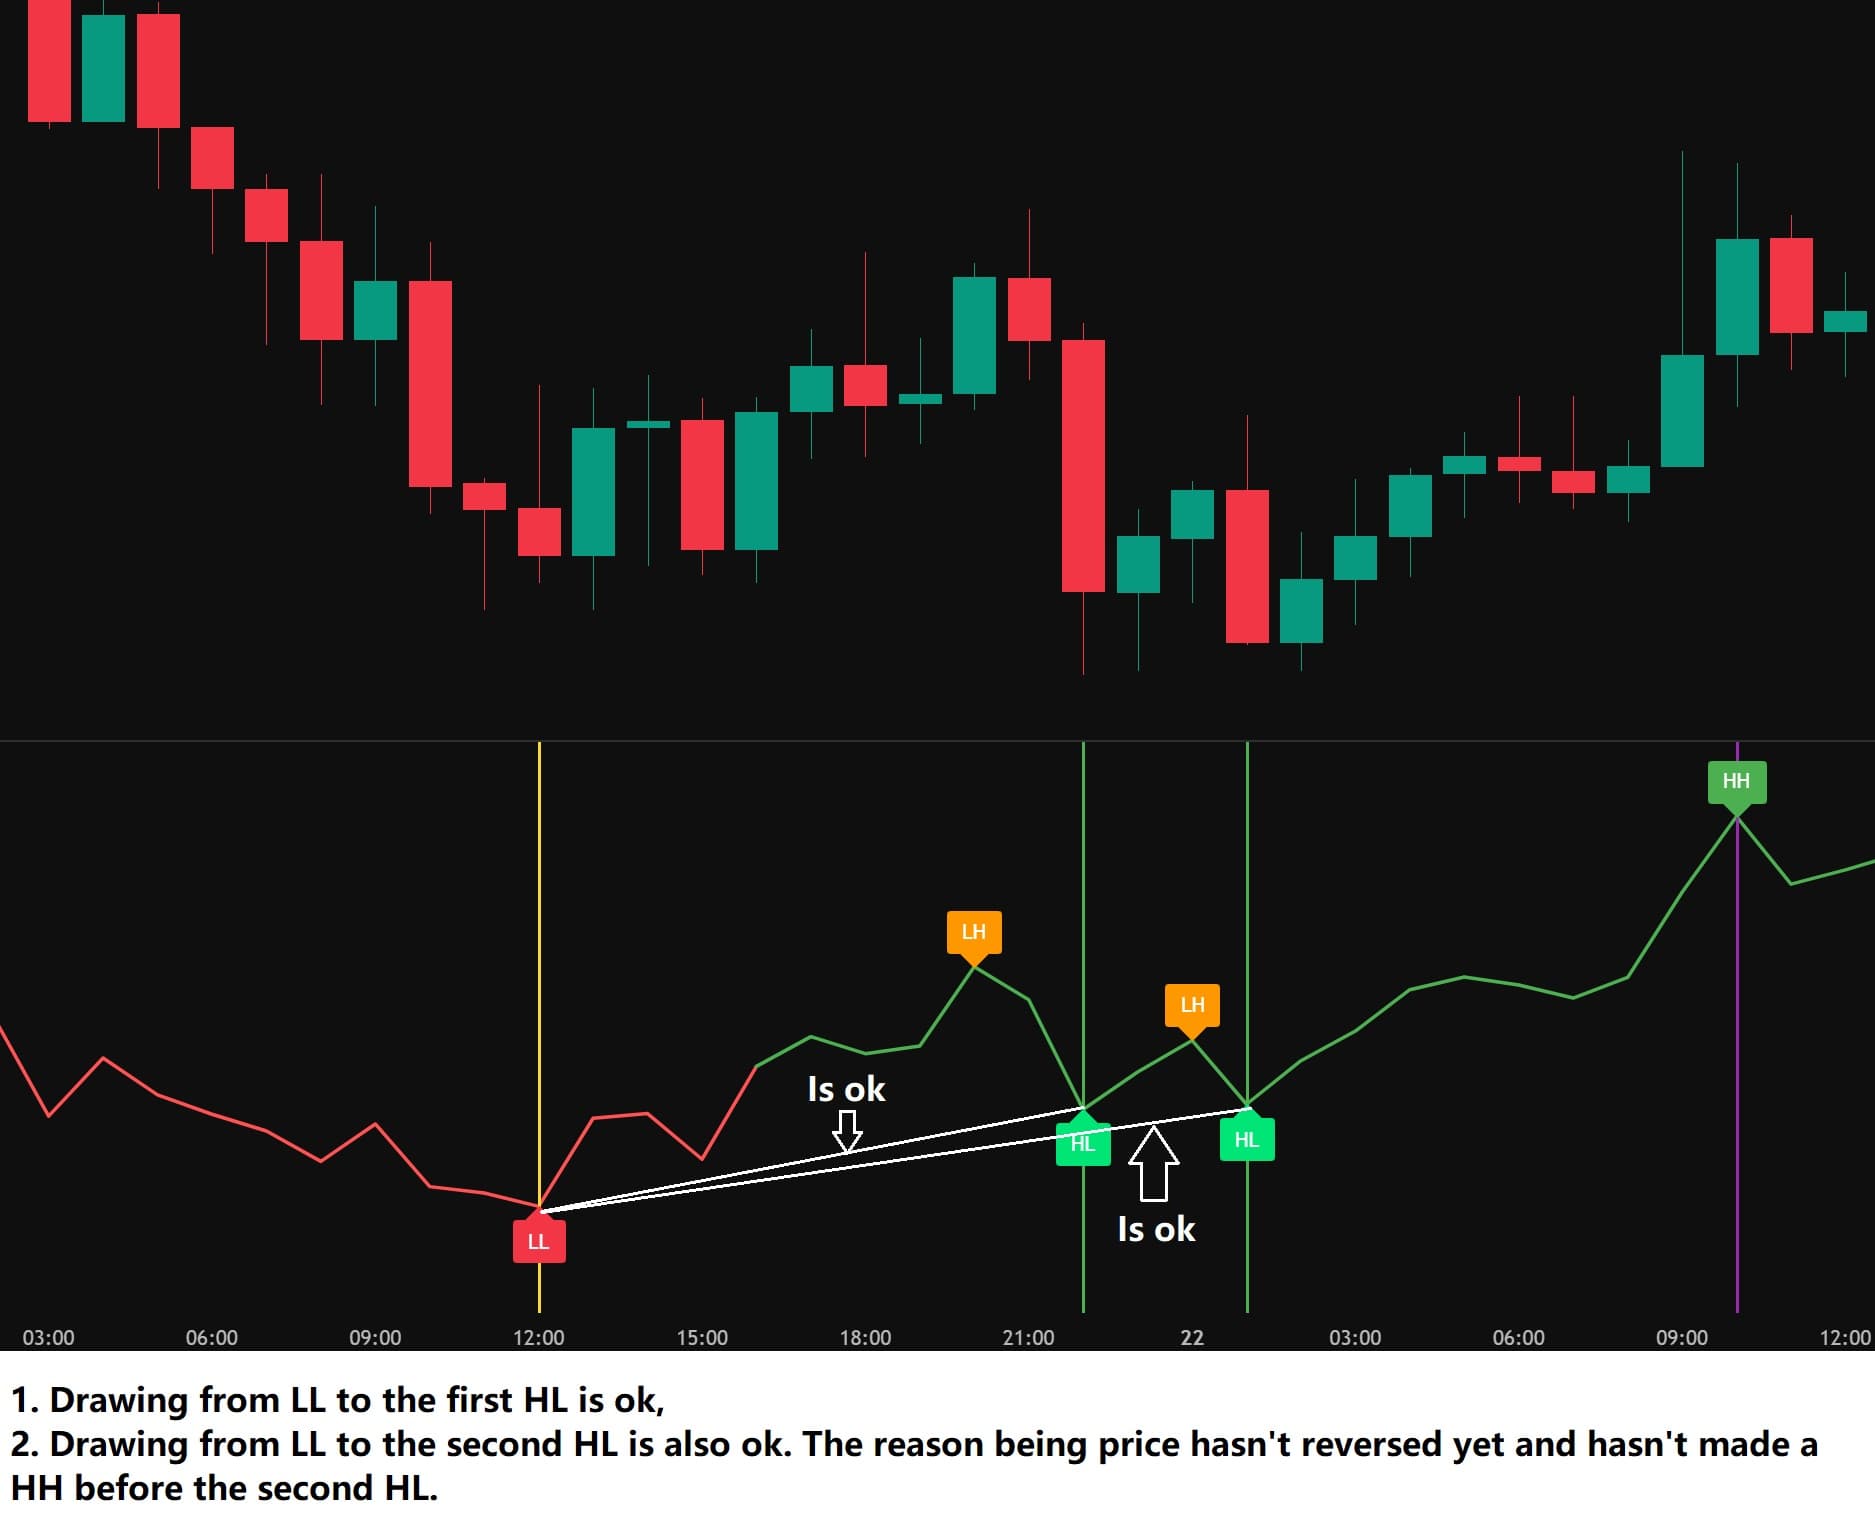 HH
LH
LH
Is ok
HL
HL
Is ok
LL
03:00 06:00 09:00 12:00 15:00 18:00 21:00 22 03:00 06:00 09:00 12:00
1. Drawing from LL to the first HL is ok,
2. Drawing from LL to the second HL is also ok. The reason being price hasn't reversed yet and hasn't made a
HH before the second HL.